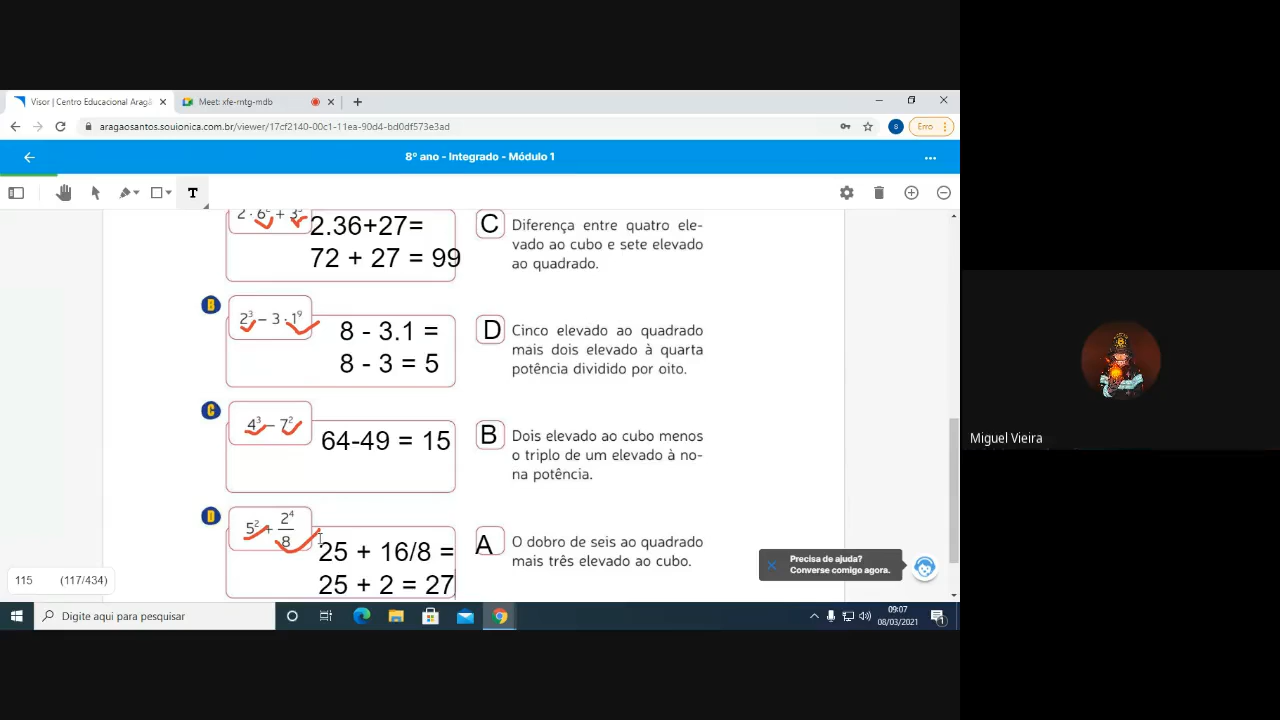 Visor | Centro Educacional Aragã
Meet: xfe-rntg-mdb
aragaosantos.souionica.com.br/viewer/17cf2140-00c1-11ea-90d4-bd0df573e3ad
S
Erro
8º ano - Integrado - Módulo 1
T
2 · 6² + 3³
2.36+27=
72 + 27 = 99
C
Diferença entre quatro ele-
vado ao cubo e sete elevado
ao quadrado.
B
2³ – 3 · 1⁹
8 - 3.1 =
8 - 3 = 5
D
Cinco elevado ao quadrado
mais dois elevado à quarta
potência dividido por oito.
C
4³ – 7²
64-49 = 15
B
Dois elevado ao cubo menos
o triplo de um elevado à no-
na potência.
D
5² + 2⁴/8
25 + 16/8 =
25 + 2 = 27
A
O dobro de seis ao quadrado
mais três elevado ao cubo.
Precisa de ajuda?
Converse comigo agora.
115 (117/434)
Digite aqui para pesquisar
09:07
08/03/2021
1
Miguel Vieira